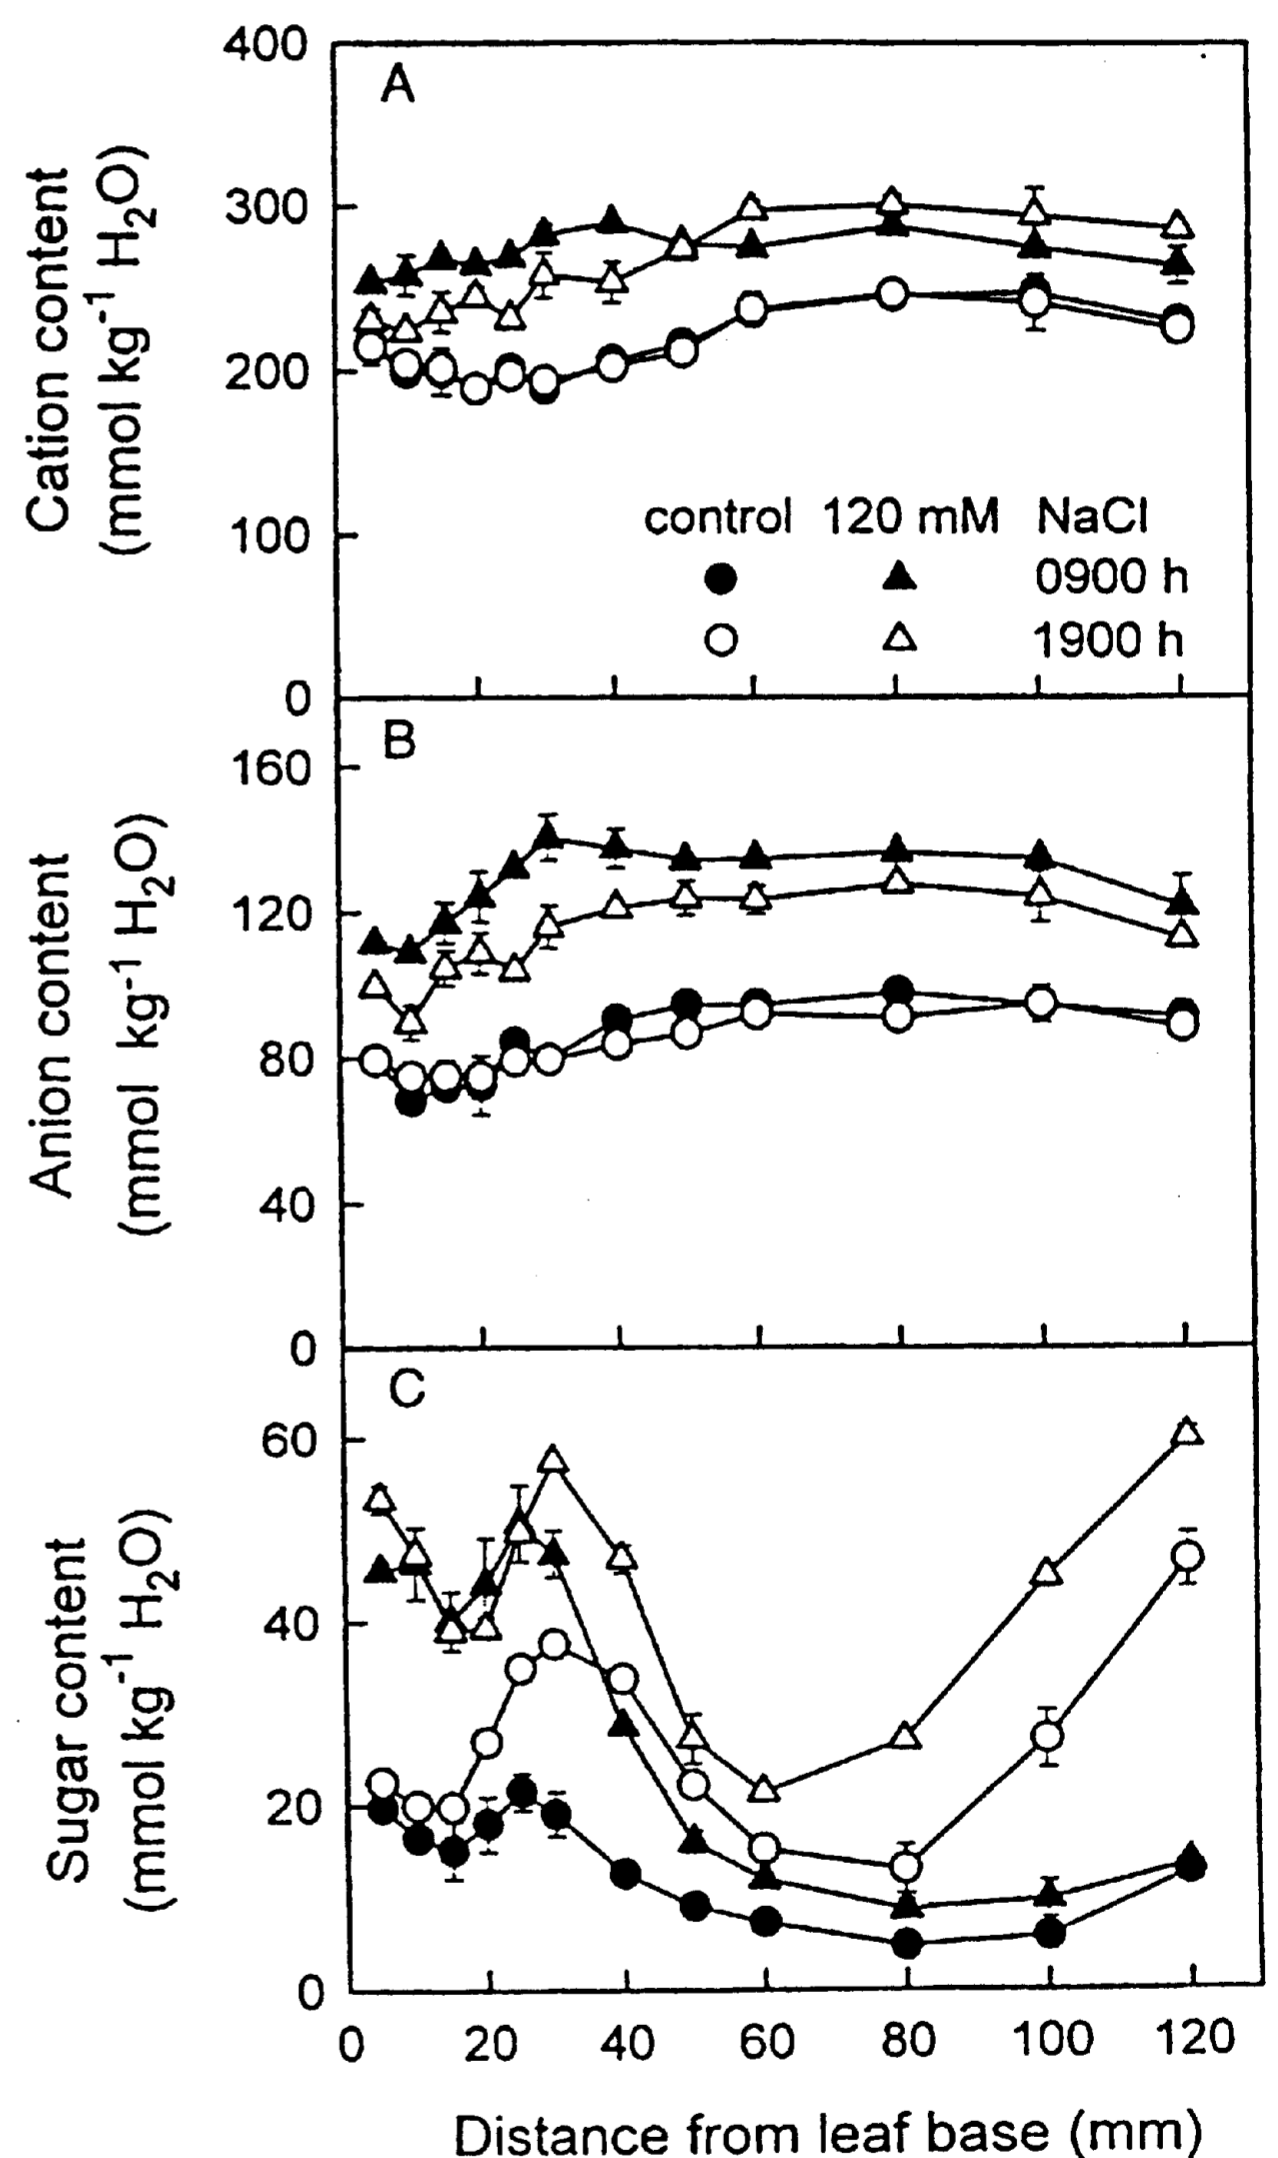 400
A
300
200
100
0
Cation content
(mmol kg⁻¹ H₂O)
control 120 mM NaCl
0900 h
1900 h
B
160
120
80
40
0
Anion content
(mmol kg⁻¹ H₂O)
C
60
40
20
0
Sugar content
(mmol kg⁻¹ H₂O)
0 20 40 60 80 100 120
Distance from leaf base (mm)